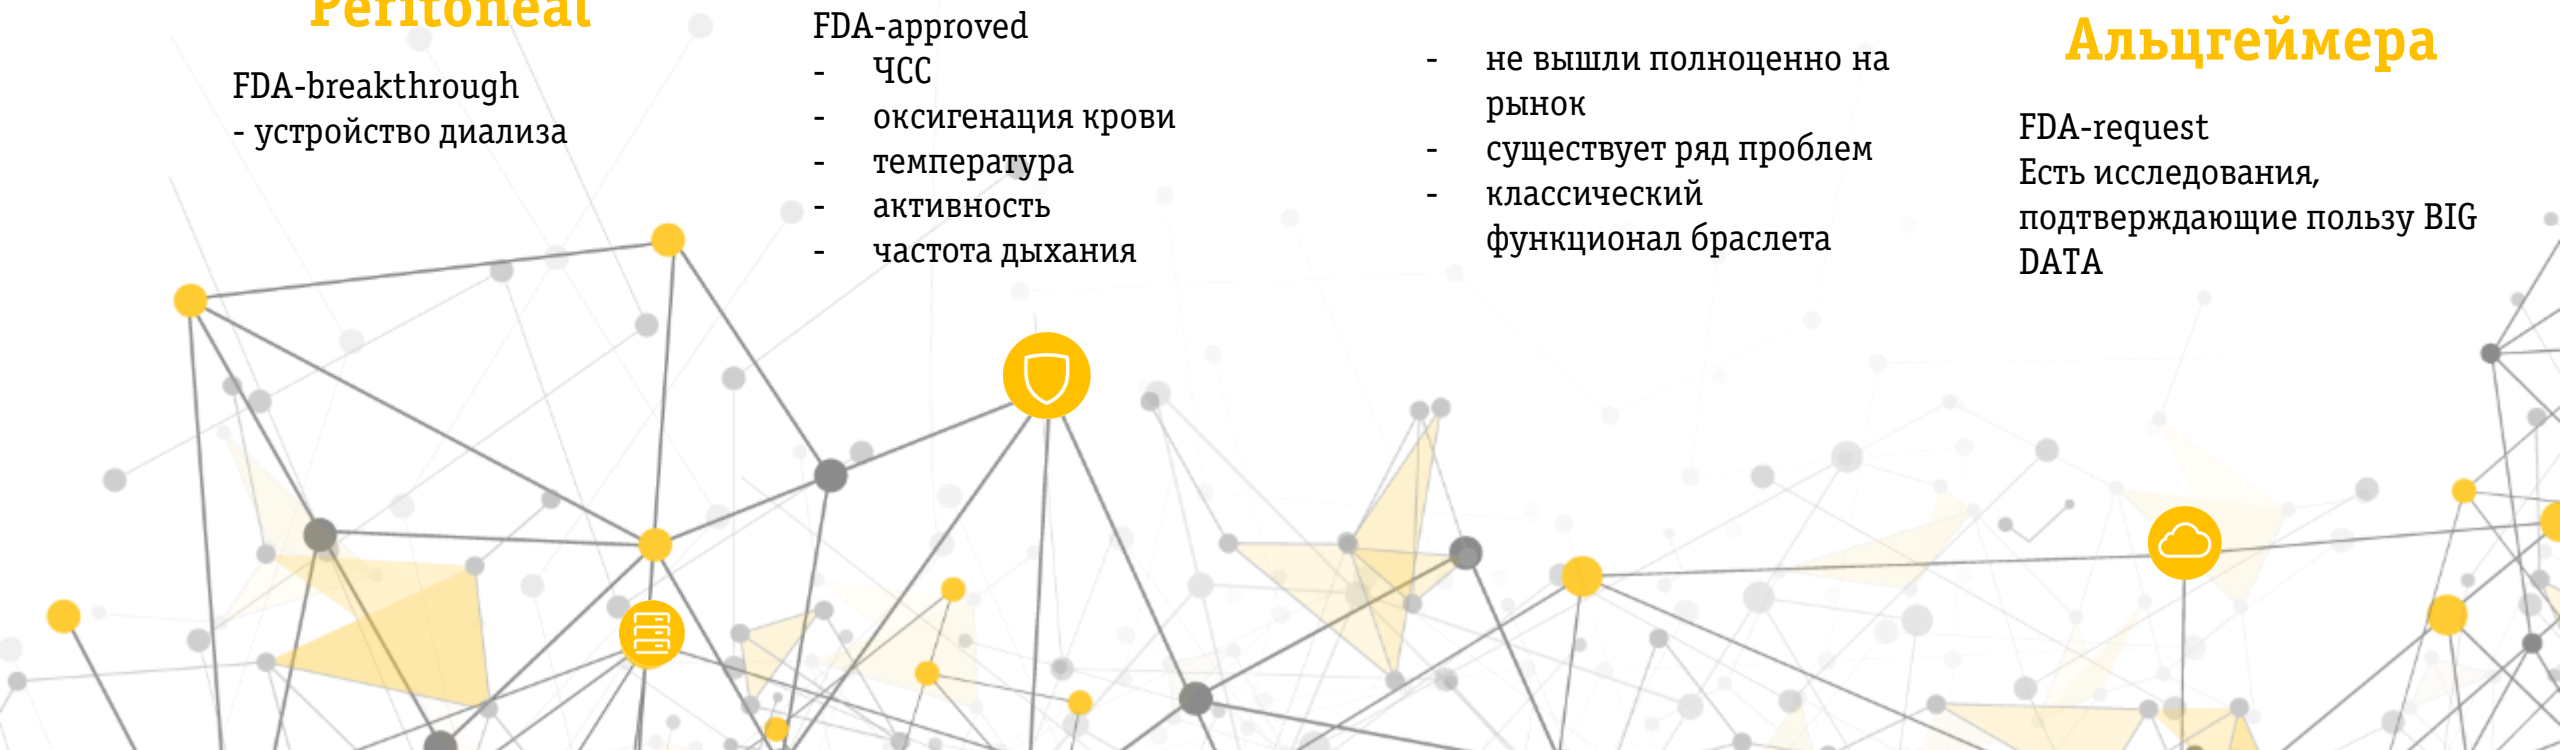 Peritoneal
FDA-breakthrough
- устройство диализа
FDA-approved
- ЧСС
- оксигенация крови
- температура
- активность
- частота дыхания
- не вышли полноценно на
рынок
- существует ряд проблем
- классический
функционал браслета
Альцгеймера
FDA-request
Есть исследования,
подтверждающие пользу BIG
DATA